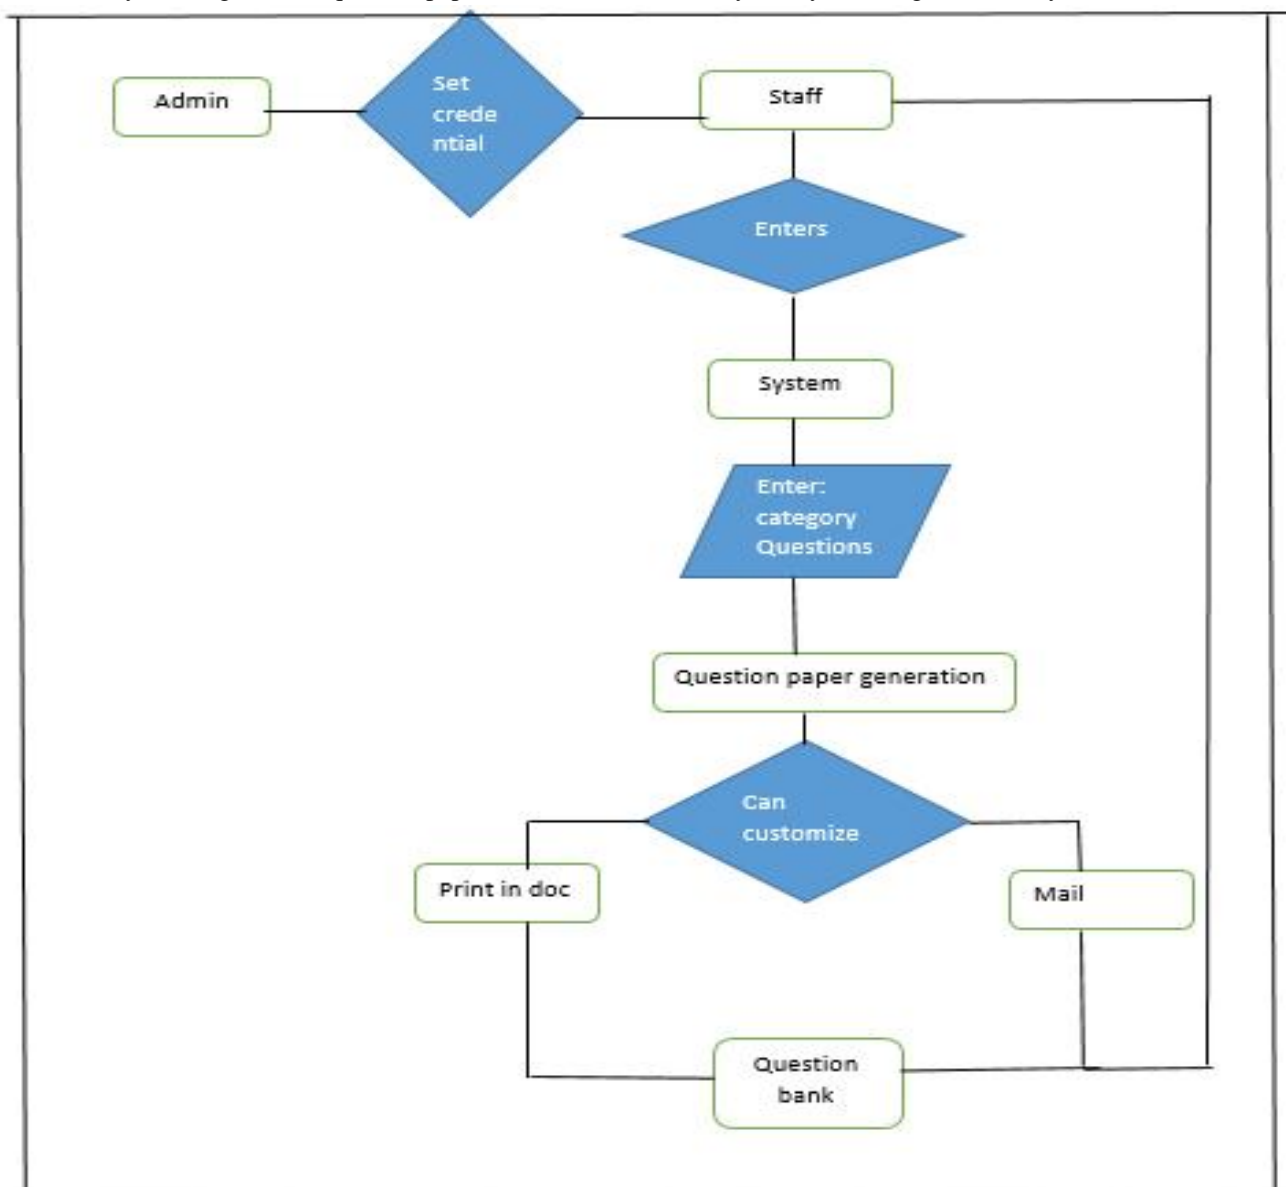 Admin
Set
crede
ntial
Staff
Enters
System
Enter:
category
Questions
Question paper generation
Can
customize
Print in doc
Mail
Question
bank